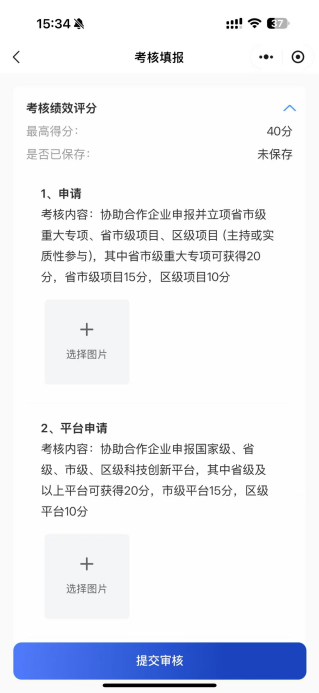 15:34
37
考核填报
考核绩效评分
最高得分：
40分
是否已保存：
未保存
1、申请
考核内容：协助合作企业申报并立项省市级
重大专项、省市级项目、区级项目 (主持或实
质性参与)，其中省市级重大专项可获得20
分，省市级项目15分，区级项目10分
选择图片
2、平台申请
考核内容：协助合作企业申报国家级、省
级、市级、区级科技创新平台，其中省级及
以上平台可获得20分，市级平台15分，区级
平台10分
选择图片
提交审核